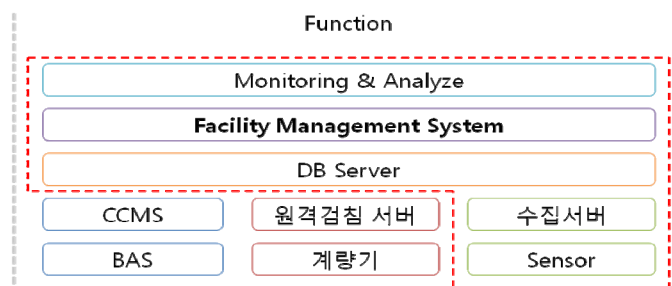 Function
Monitoring & Analyze
Facility Management System
DB Server
CCMS 원격검침 서버 수집서버
BAS 계량기 Sensor